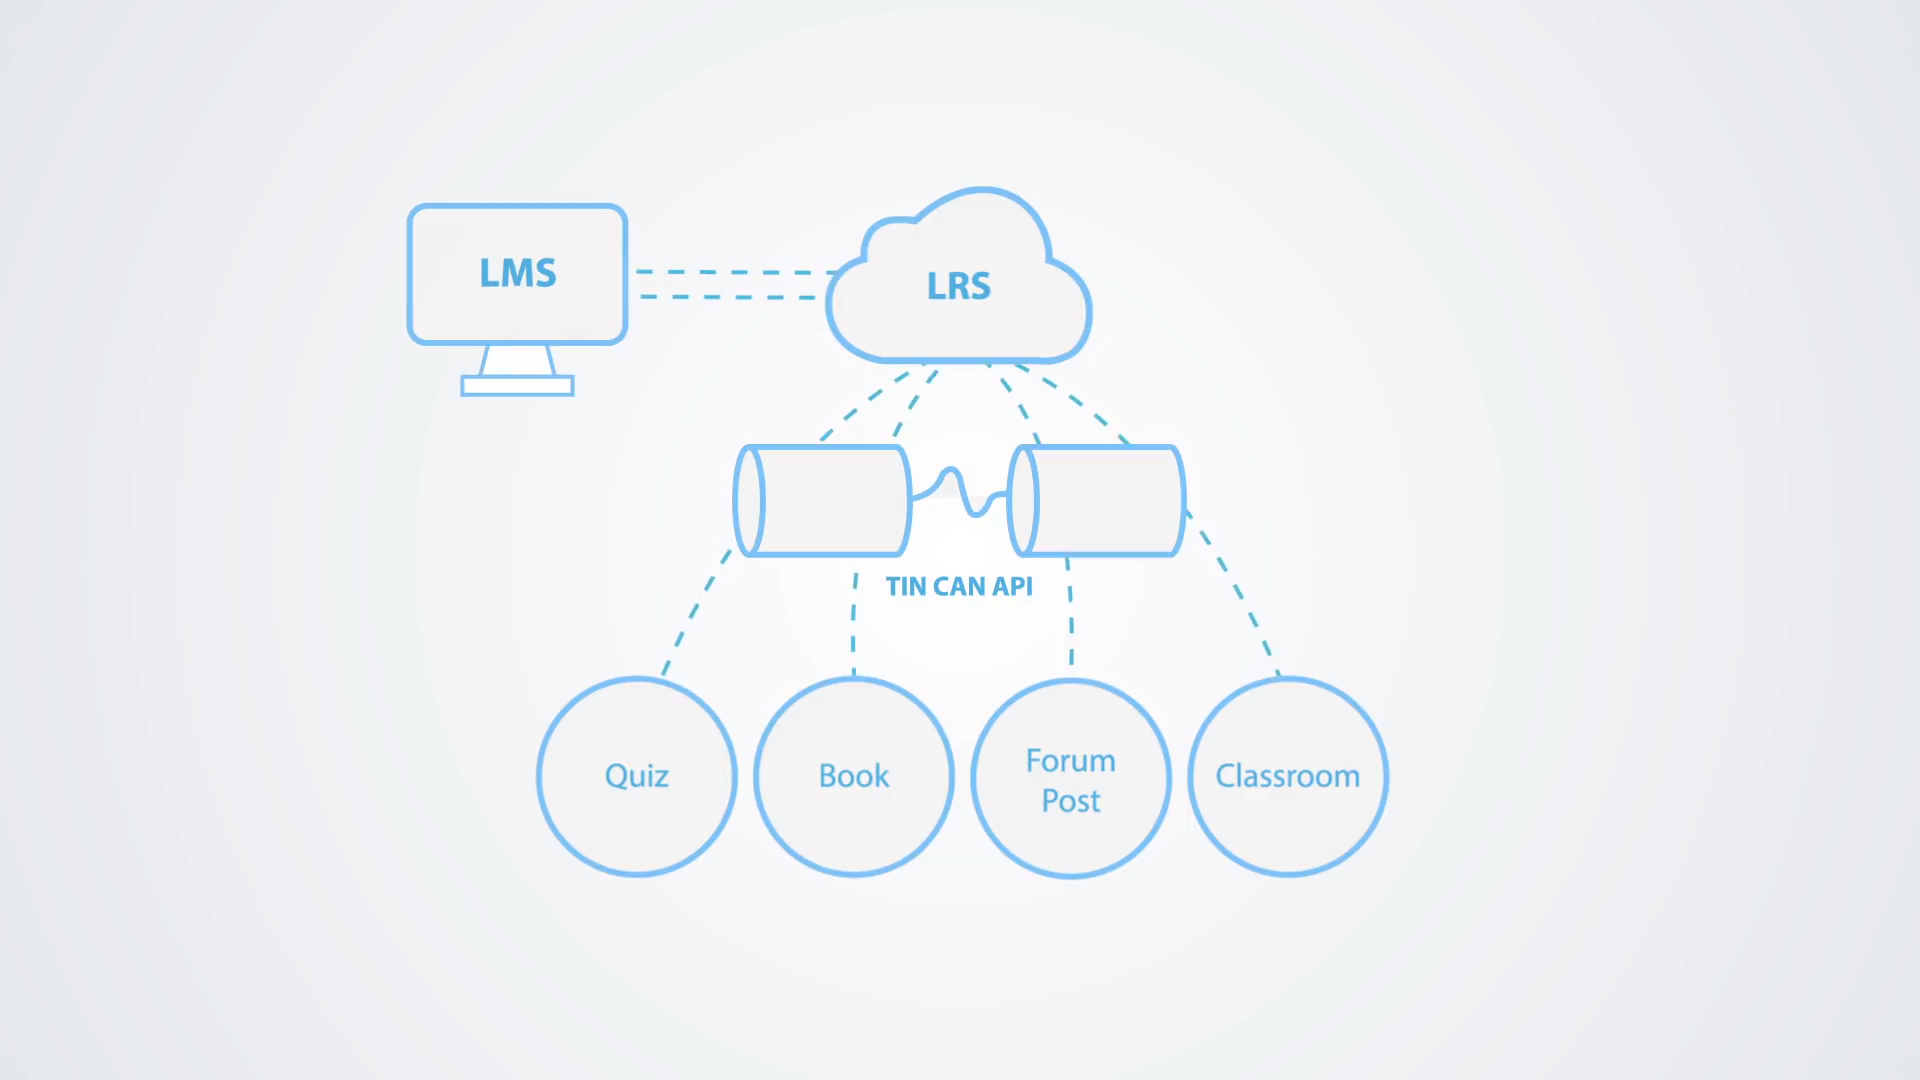 LMS
LRS
TIN CAN API
Quiz
Book
Forum
Post
Classroom